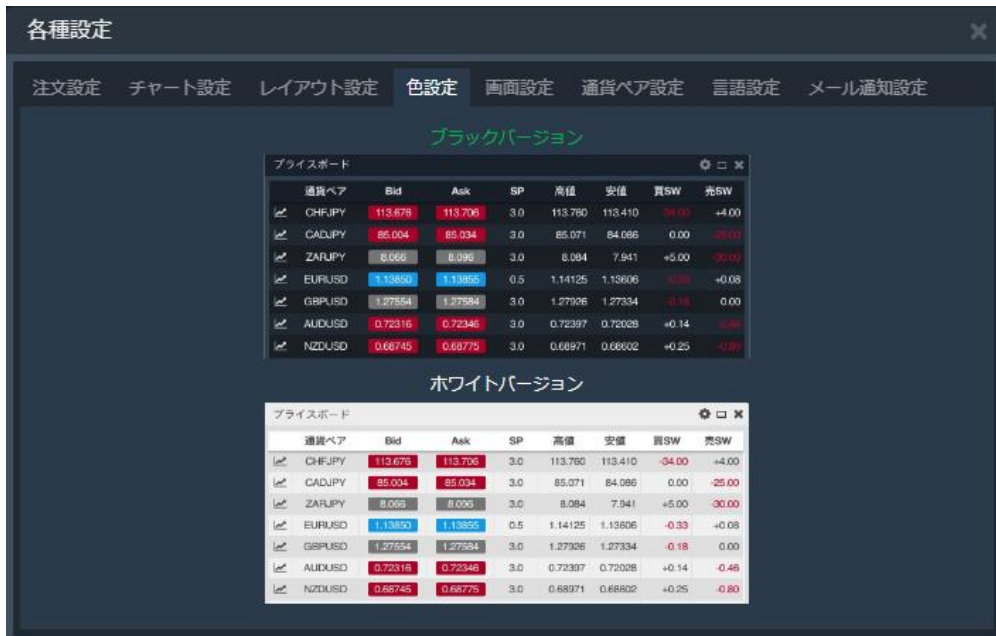 各種設定
注文設定 チャート設定 レイアウト設定 色設定 画面設定 通貨ペア設定 言語設定 メール通知設定
ブラックバージョン
プライスボード
通貨ペア Bid Ask SP 高値 安値 買SW 売SW
CHFJPY 113.676 113.706 3.0 113.760 113.410 -34.00 +4.00
CADJPY 85.004 85.034 3.0 85.071 84.086 0.00 -25.00
ZARJPY 8.066 8.096 3.0 8.084 7.941 +5.00 -30.00
EURUSD 1.13850 1.13855 0.5 1.14125 1.13606 -0.33 +0.08
GBPUSD 1.27554 1.27584 3.0 1.27926 1.27334 -0.18 0.00
AUDUSD 0.72316 0.72346 3.0 0.72397 0.72028 +0.14 -0.46
NZDUSD 0.68745 0.68775 3.0 0.68971 0.68602 +0.25 -0.80
ホワイトバージョン
プライスボード
通貨ペア Bid Ask SP 高値 安値 買SW 売SW
CHFJPY 113.676 113.706 3.0 113.760 113.410 -34.00 +4.00
CADJPY 85.004 85.034 3.0 85.071 84.086 0.00 -25.00
ZARJPY 8.066 8.096 3.0 8.084 7.941 +5.00 -30.00
EURUSD 1.13850 1.13855 0.5 1.14125 1.13606 -0.33 +0.08
GBPUSD 1.27554 1.27584 3.0 1.27926 1.27334 -0.18 0.00
AUDUSD 0.72316 0.72346 3.0 0.72397 0.72028 +0.14 -0.46
NZDUSD 0.68745 0.68775 3.0 0.68971 0.68602 +0.25 -0.80